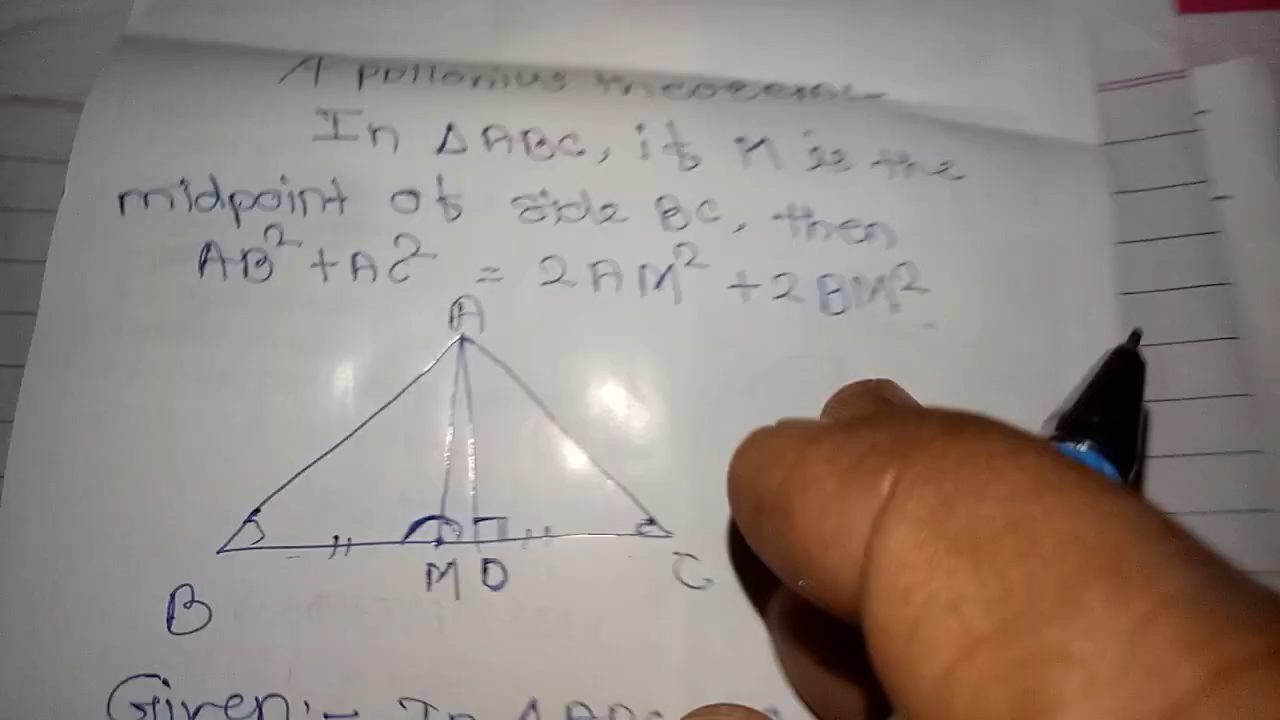 Apollonius theorem
In ΔABC, if M is the
midpoint of side BC, then
AB² + AC² = 2AM² + 2BM²
A
M D
C
B
Given:- In ΔABC